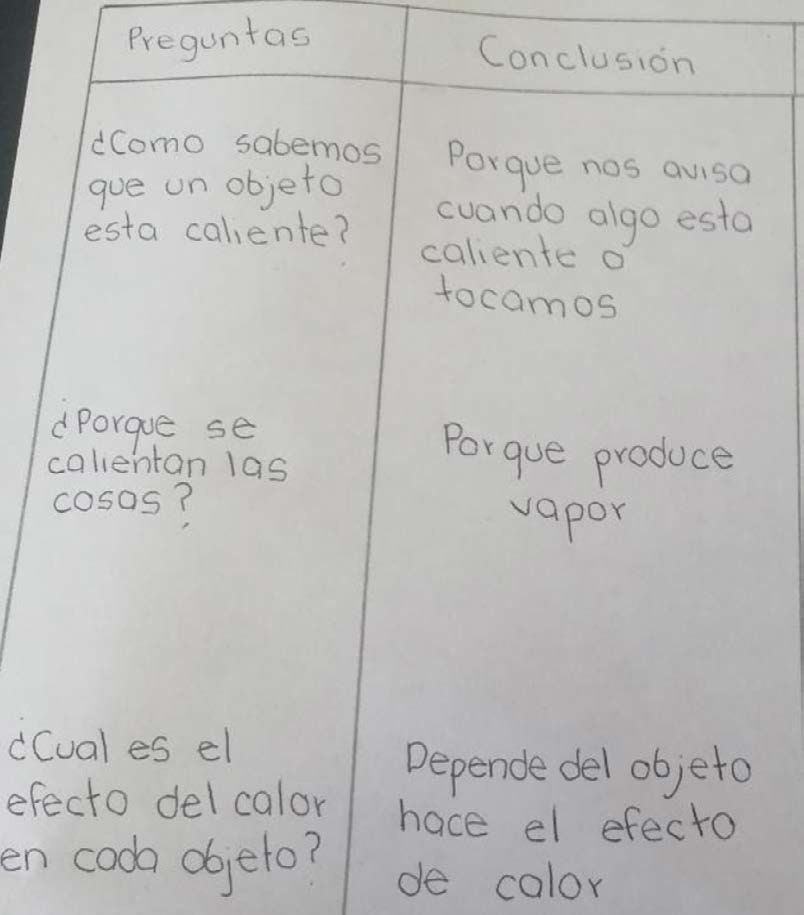 Preguntas
Conclusión
¿Como sabemos
que un objeto
esta caliente?
Porque nos avisa
cuando algo esta
caliente o
tocamos
¿Porque se
calientan las
cosas?
Porque produce
vapor
¿Cual es el
efecto del calor
en cada objeto?
Depende del objeto
hace el efecto
de calor